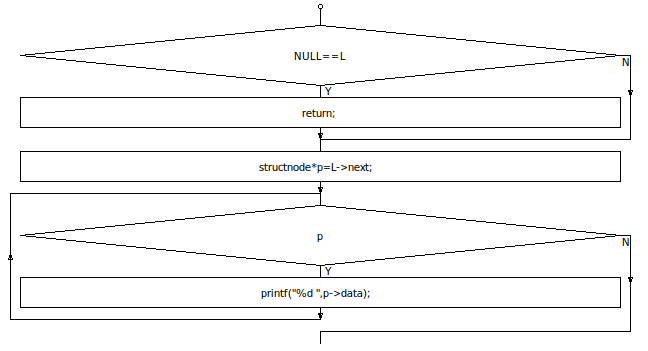 NULL==L
N
Y
return;
structnode*p=L->next;
p
N
Y
printf("%d ",p->data);